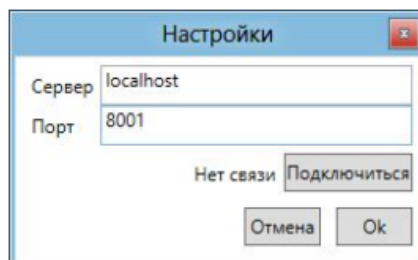 Настройки
Сервер localhost
Порт 8001
Нет связи Подключиться
Отмена Ok